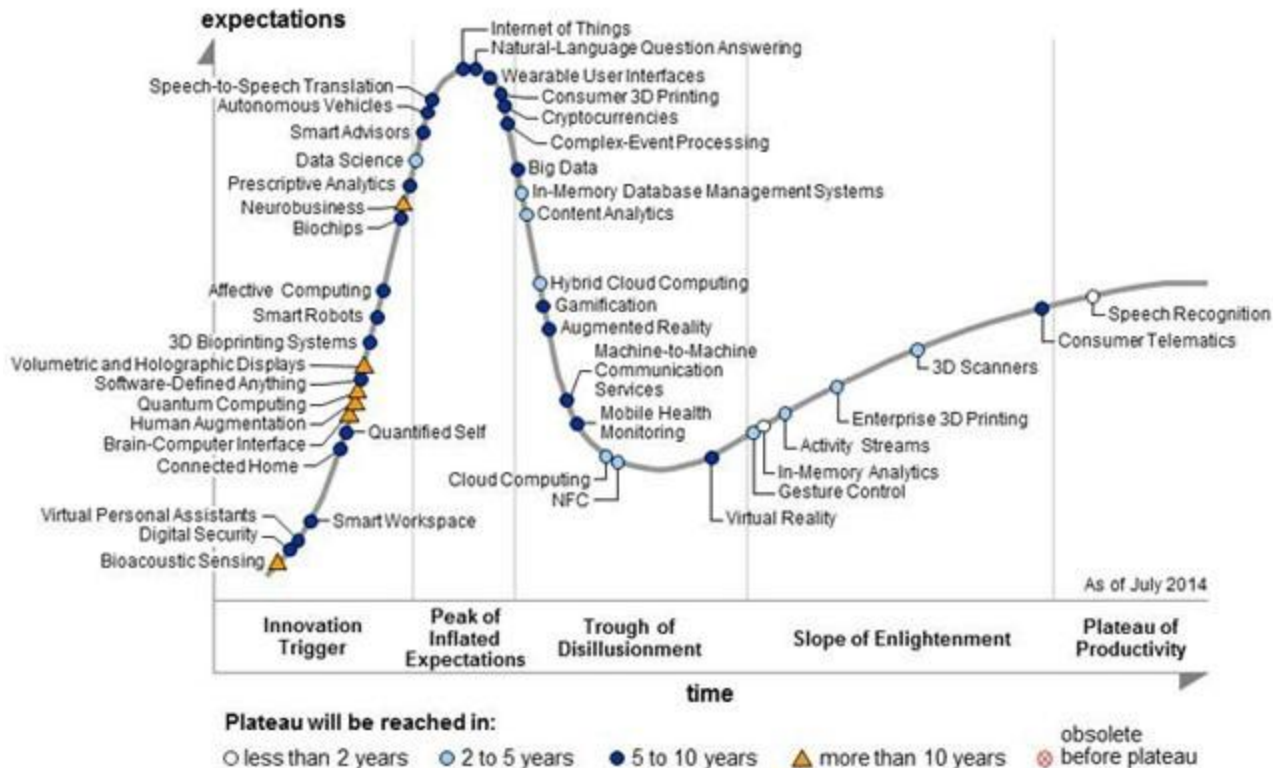 expectations
Internet of Things
Natural-Language Question Answering
Wearable User Interfaces
Consumer 3D Printing
Cryptocurrencies
Complex-Event Processing
Speech-to-Speech Translation
Autonomous Vehicles
Smart Advisors
Data Science
Prescriptive Analytics
Neurobusiness
Biochips
Big Data
In-Memory Database Management Systems
Content Analytics
Affective Computing
Smart Robots
3D Bioprinting Systems
Volumetric and Holographic Displays
Software-Defined Anything
Quantum Computing
Human Augmentation
Brain-Computer Interface
Connected Home
Quantified Self
Hybrid Cloud Computing
Gamification
Augmented Reality
Machine-to-Machine
Communication
Services
Mobile Health
Monitoring
Cloud Computing
NFC
Virtual Personal Assistants
Digital Security
Bioacoustic Sensing
Smart Workspace
Speech Recognition
Consumer Telematics
3D Scanners
Enterprise 3D Printing
Activity Streams
In-Memory Analytics
Gesture Control
Virtual Reality
As of July 2014
Innovation
Trigger
Peak of
Inflated
Expectations
Trough of
Disillusionment
Slope of Enlightenment
Plateau of
Productivity
time
Plateau will be reached in:
less than 2 years
2 to 5 years
5 to 10 years
more than 10 years
obsolete
before plateau